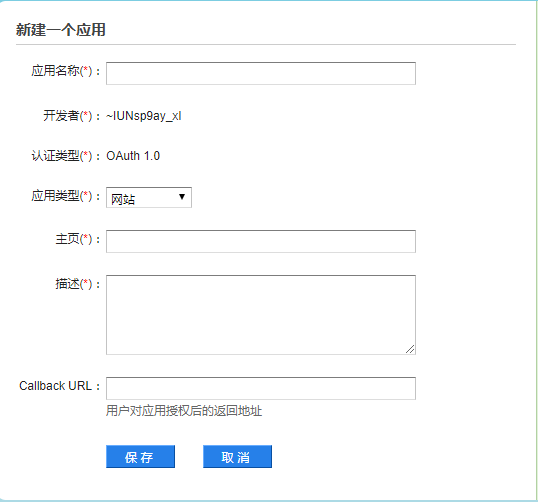 新建一个应用
应用名称(*)：
开发者(*)：~IUNsp9ay_xI
认证类型(*)：OAuth 1.0
应用类型(*)：网站
主页(*)：
描述(*)：
Callback URL：
用户对应用授权后的返回地址
保 存 取 消